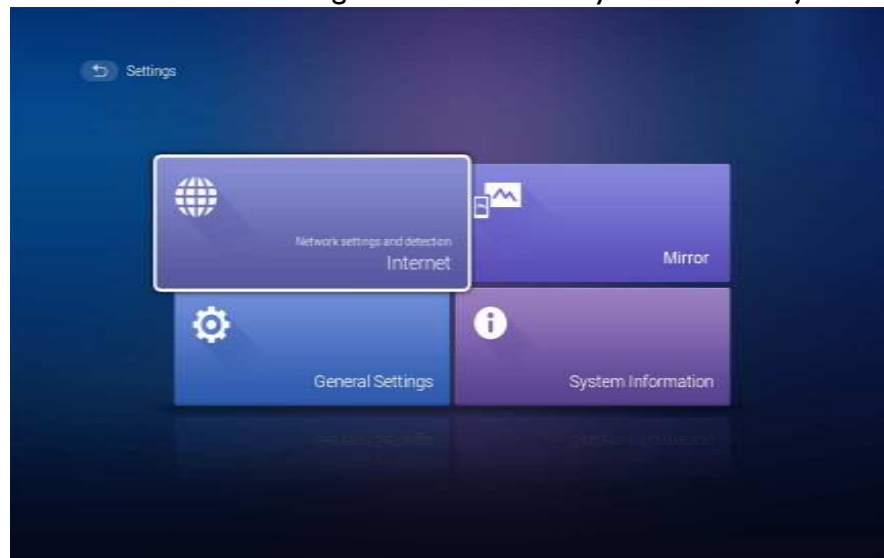 Settings
Network settings and detection
Internet
Mirror
General Settings
System Information